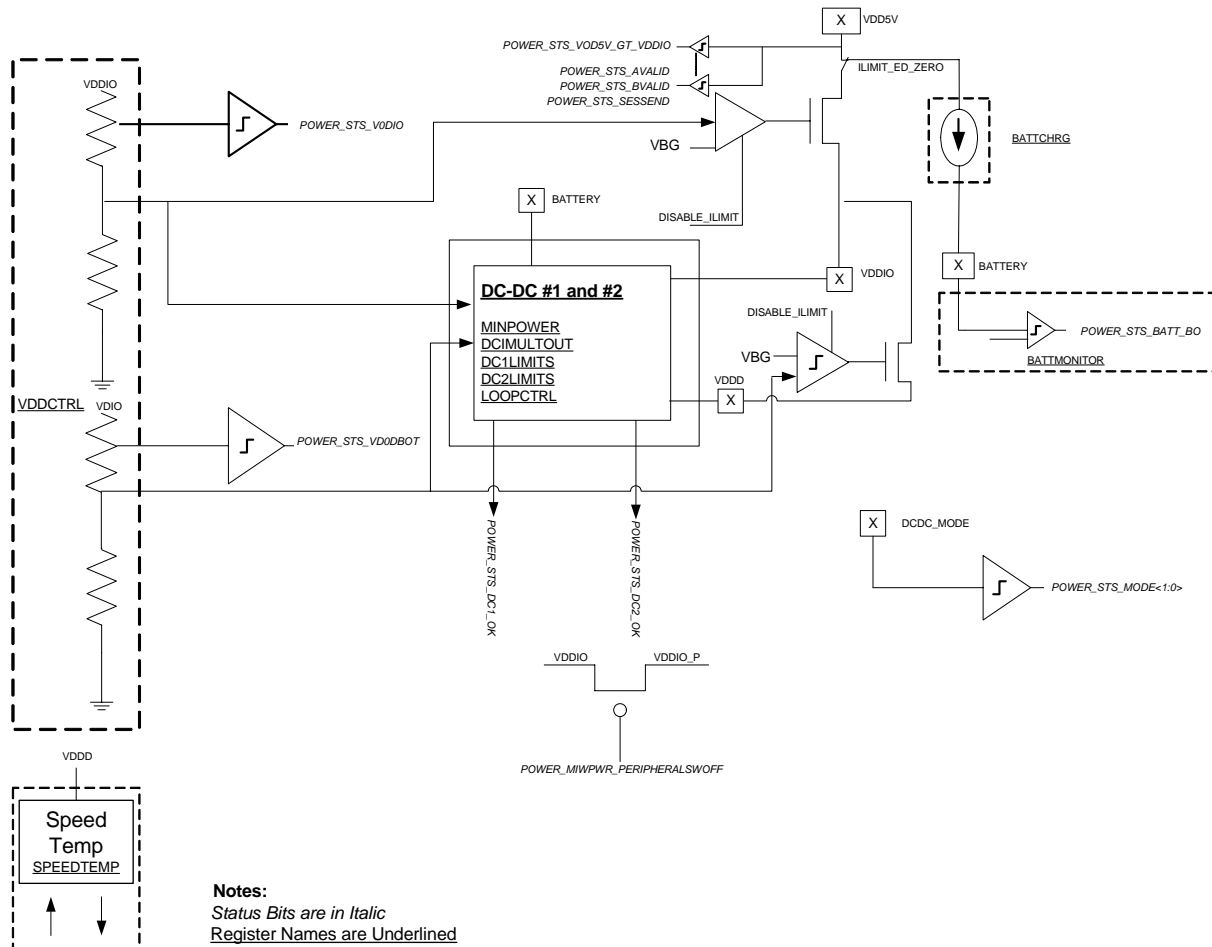 VDD5V
POWER_STS_VOD5V_GT_VDDIO
POWER_STS_AVALID
POWER_STS_BVALID
POWER_STS_SESSEND
ILIMIT_ED_ZERO
VDDIO
POWER_STS_V0DIO
VBG
BATTCHRG
DISABLE_ILIMIT
X BATTERY
DC-DC #1 and #2
MINPOWER
DCIMULTOUT
DC1LIMITS
DC2LIMITS
LOOPCTRL
X VDDIO
X BATTERY
DISABLE_ILIMIT
VBG
VDDD
X
POWER_STS_BATT_BO
BATTMONITOR
VDDCTRL
VDIO
POWER_STS_VD0DBOT
POWER_STS_DC1_OK
POWER_STS_DC2_OK
X DCDC_MODE
POWER_STS_MODE<1:0>
VDDIO
VDDIO_P
POWER_MIWPWR_PERIPHERALSWOFF
VDDD
Speed
Temp
SPEEDTEMP
Notes:
Status Bits are in Italic
Register Names are Underlined
X